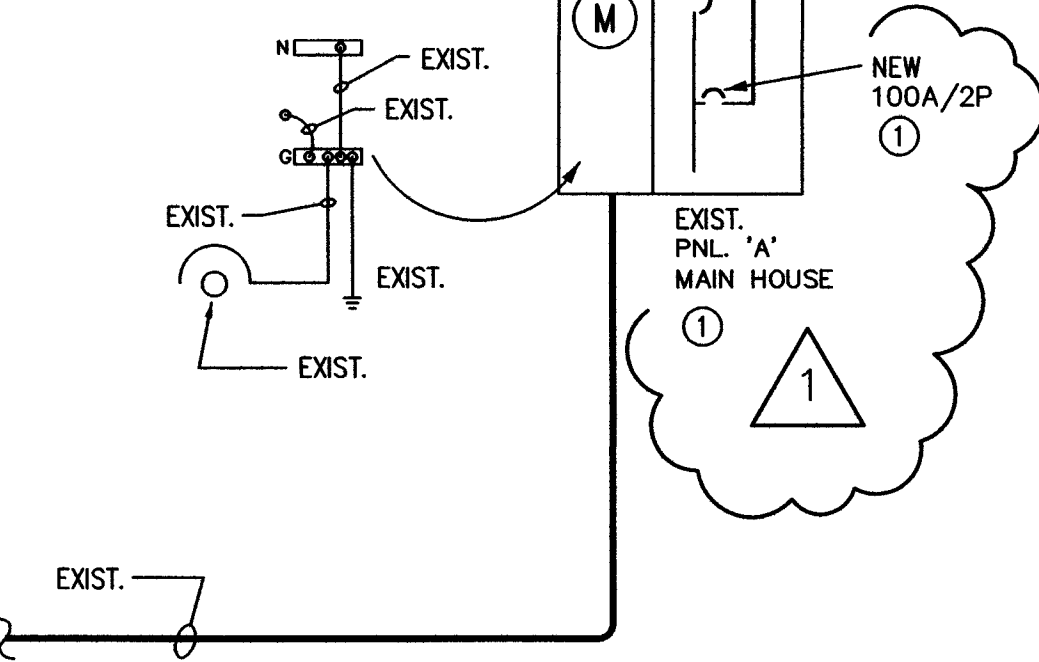 M
N
EXIST.
NEW
100A/2P
1
EXIST.
G
EXIST.
EXIST.
PNL. 'A'
MAIN HOUSE
EXIST.
1
EXIST.
1
EXIST.